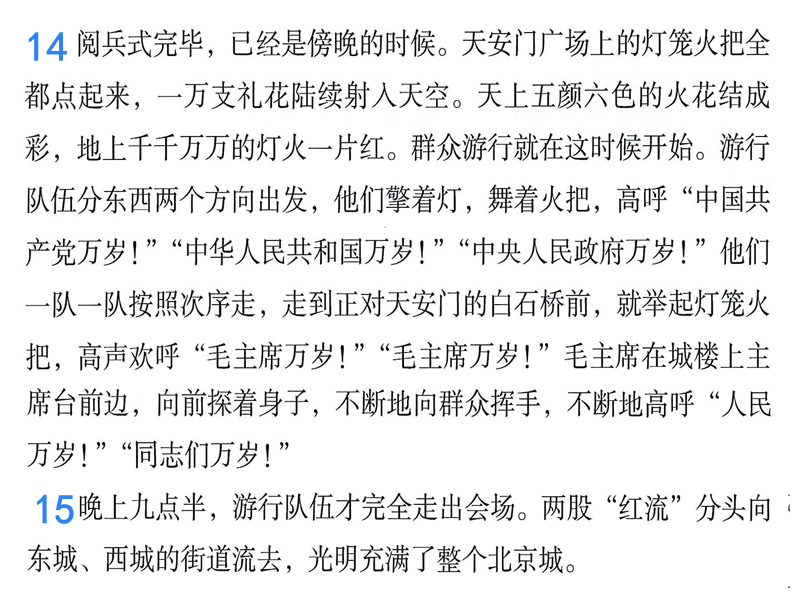 14 阅兵式完毕，已经是傍晚的时候。天安门广场上的灯笼火把全
都点起来，一万支礼花陆续射入天空。天上五颜六色的火花结成
彩，地上千千万万的灯火一片红。群众游行就在这时候开始。游行
队伍分东西两个方向出发，他们擎着灯，舞着火把，高呼“中国共
产党万岁！”“中华人民共和国万岁！”“中央人民政府万岁！”他们
一队一队按照次序走，走到正对天安门的白石桥前，就举起灯笼火
把，高声欢呼“毛主席万岁！”“毛主席万岁！”毛主席在城楼上主
席台前边，向前探着身子，不断地向群众挥手，不断地高呼“人民
万岁！”“同志们万岁！”
15 晚上九点半，游行队伍才完全走出会场。两股“红流”分头向
东城、西城的街道流去，光明充满了整个北京城。